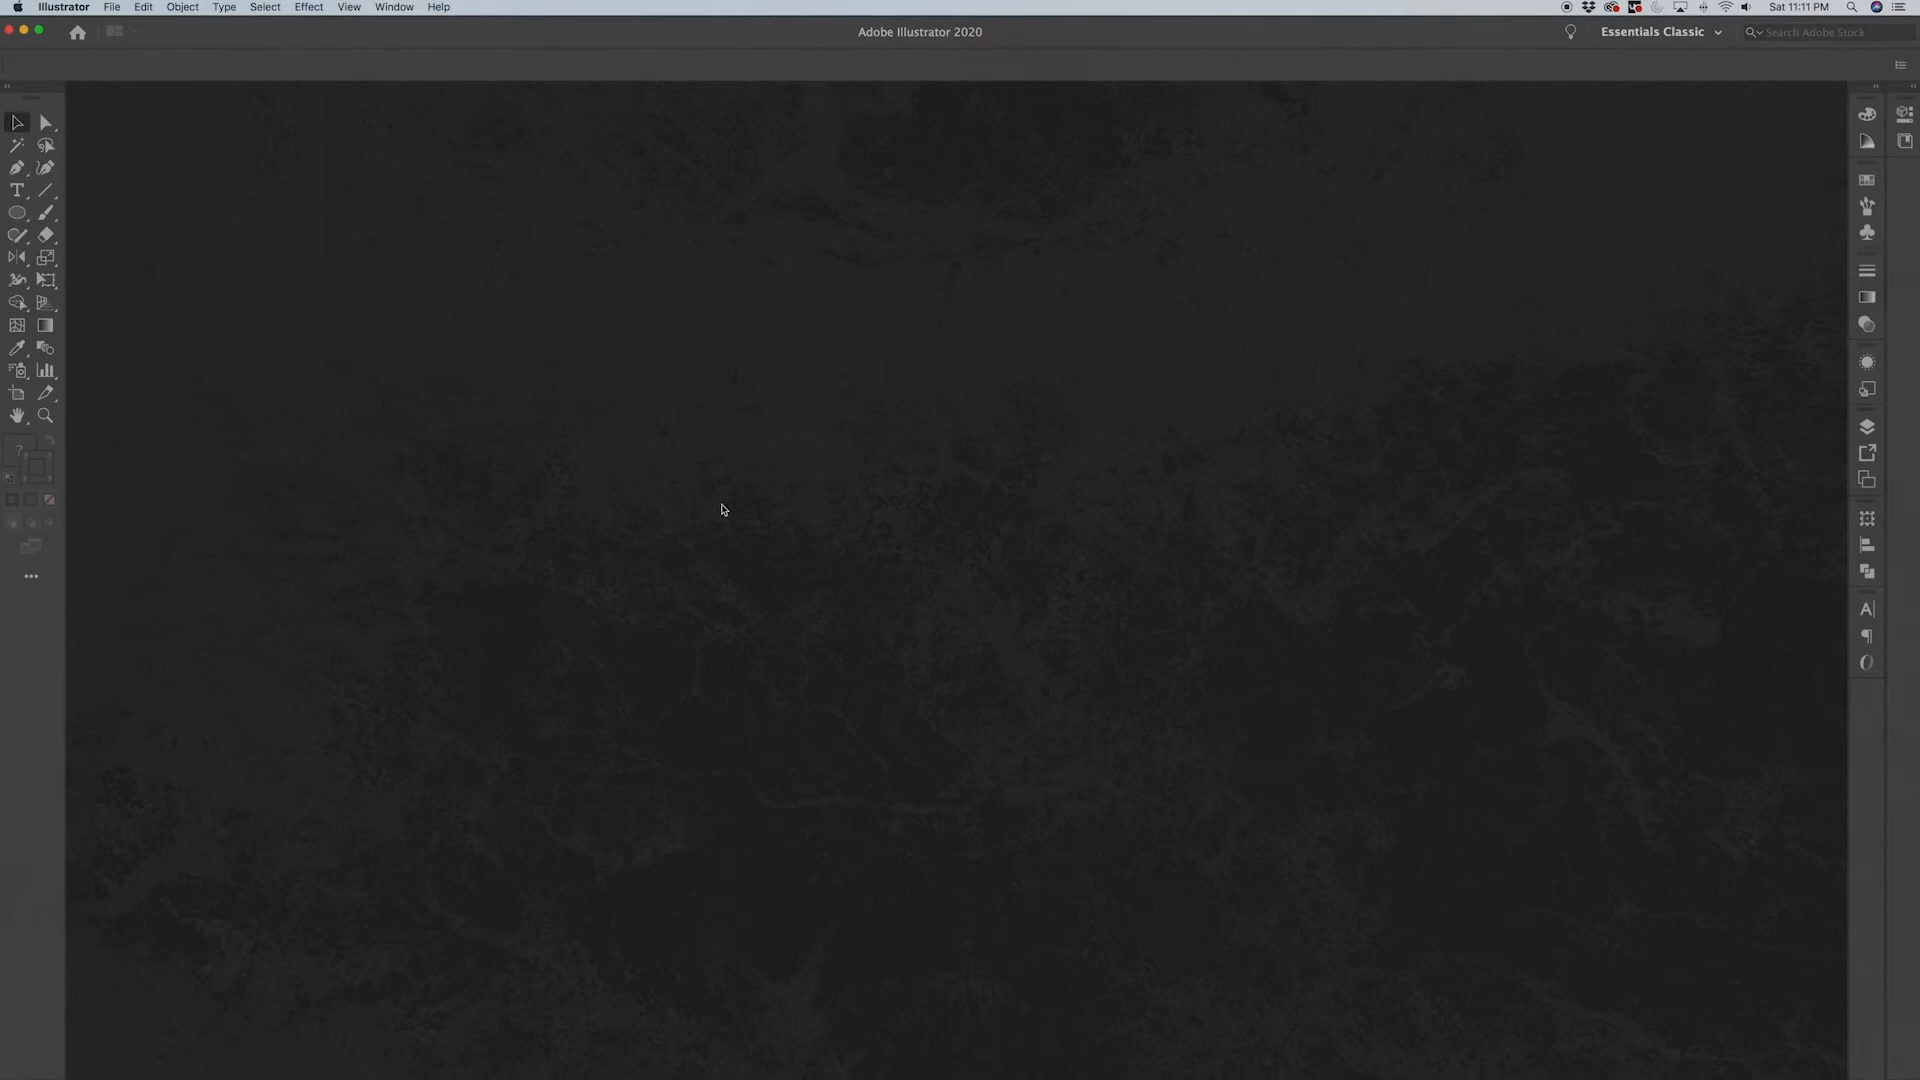 Illustrator File Edit Object Type Select Effect View Window Help Sat 11:11 PM
Adobe Illustrator 2020 Essentials Classic Search Adobe Stock